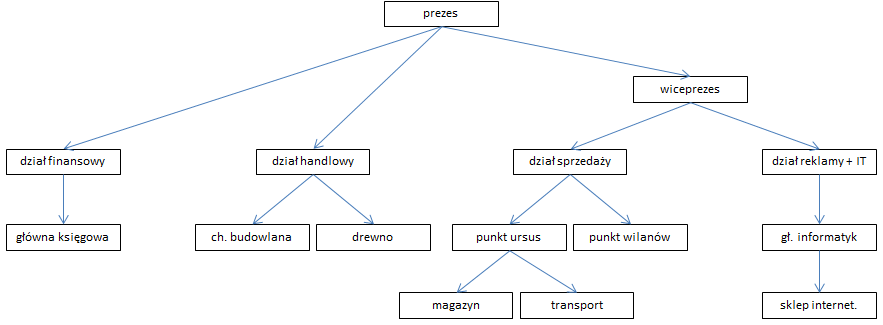 prezes
wiceprezes
dział finansowy
dział handlowy
dział sprzedaży
dział reklamy + IT
główna księgowa
ch. budowlana
drewno
punkt ursus
punkt wilanów
gł. informatyk
magazyn
transport
sklep internet.